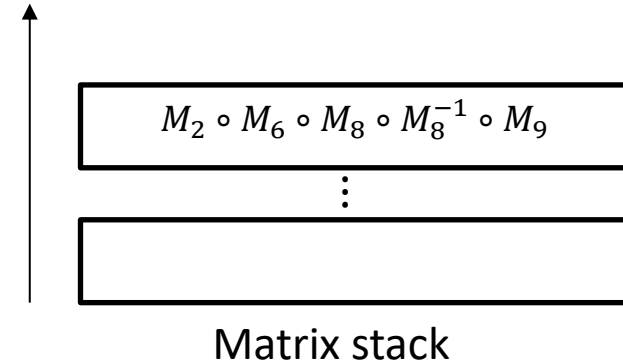 M₂ ∘ M₆ ∘ M₈ ∘ M₈⁻¹ ∘ M₉
⋮
Matrix stack